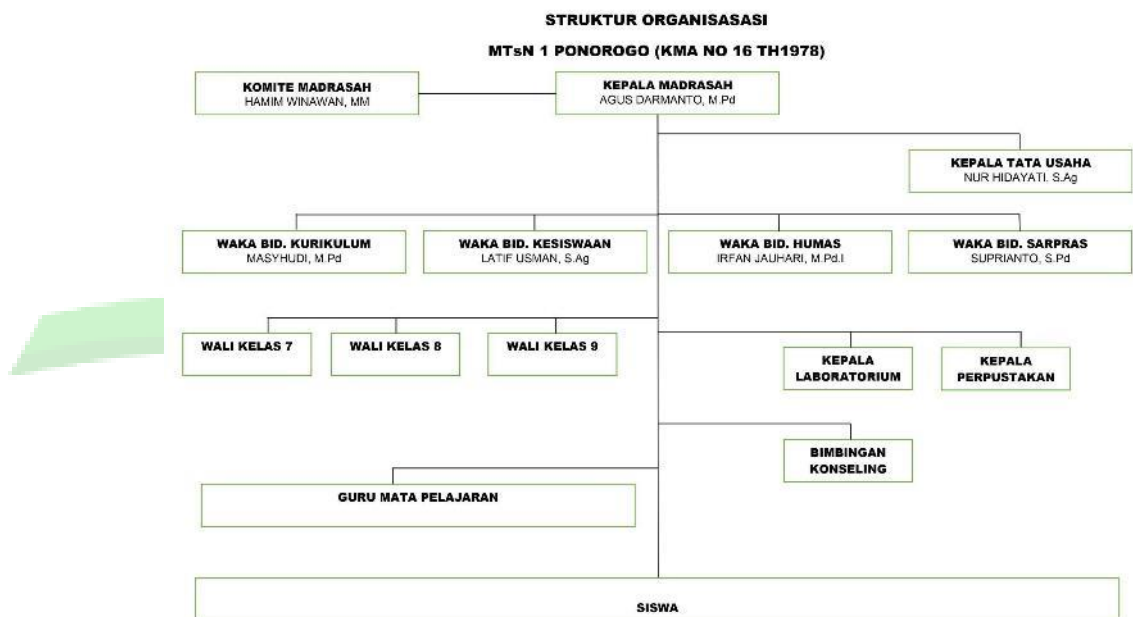 STRUKTUR ORGANISASASI
MTsN 1 PONOROGO (KMA NO 16 TH1978)
KOMITE MADRASAH
HAMIM WINAWAN, MM
KEPALA MADRASAH
AGUS DARMANTO, M.Pd
KEPALA TATA USAHA
NUR HIDAYATI. S.Ag
WAKA BID. KURIKULUM
MASYHUDI, M.Pd
WAKA BID. KESISWAAN
LATIF USMAN, S.Ag
WAKA BID. HUMAS
IRFAN JAUHARI, M.Pd.I
WAKA BID. SARPRAS
SUPRIANTO, S.Pd
WALI KELAS 7
WALI KELAS 8
WALI KELAS 9
KEPALA
LABORATORIUM
KEPALA
PERPUSTAKAN
BIMBINGAN
KONSELING
GURU MATA PELAJARAN
SISWA